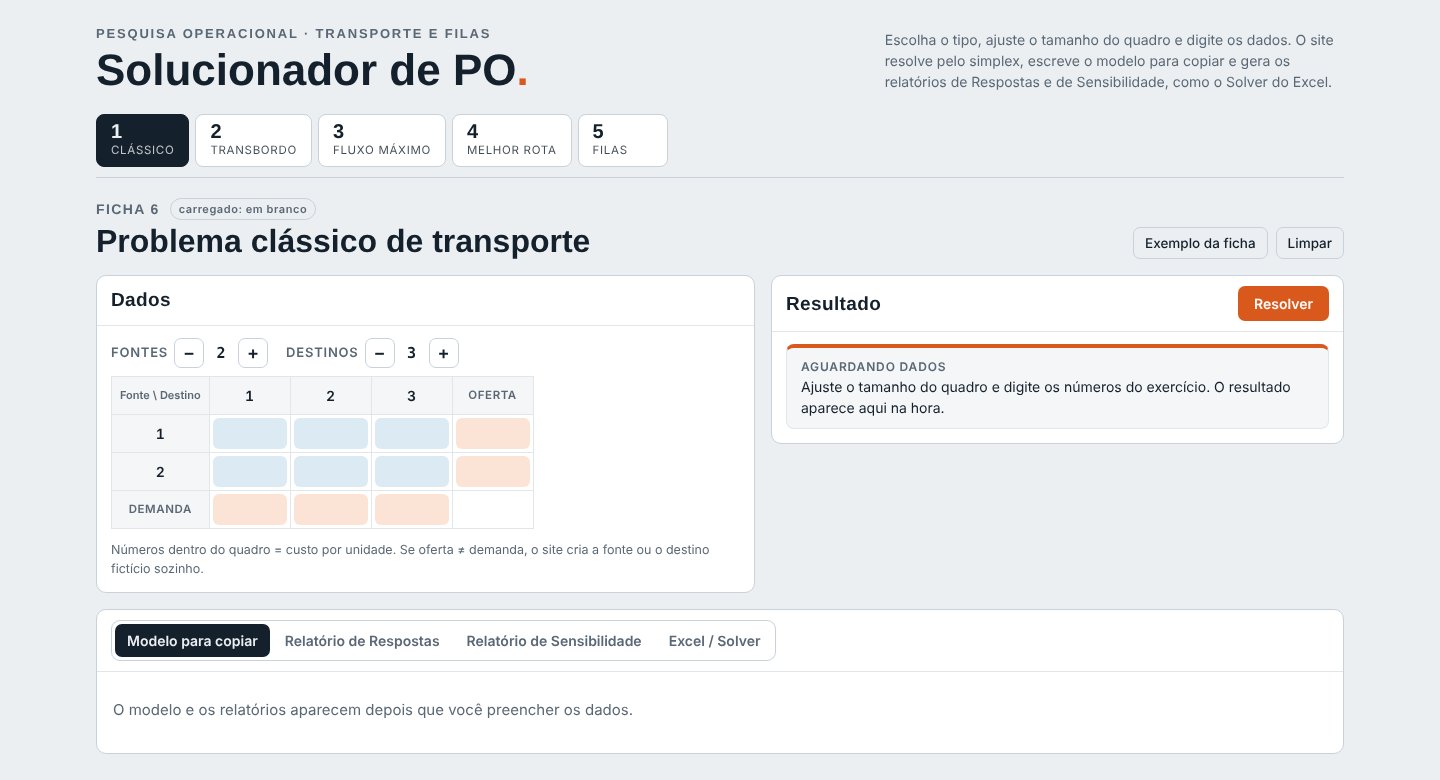 PESQUISA OPERACIONAL · TRANSPORTE E FILAS
Solucionador de PO.
Escolha o tipo, ajuste o tamanho do quadro e digite os dados. O site
resolve pelo simplex, escreve o modelo para copiar e gera os
relatórios de Respostas e de Sensibilidade, como o Solver do Excel.
1
CLÁSSICO
2
TRANSBORDO
3
FLUXO MÁXIMO
4
MELHOR ROTA
5
FILAS
FICHA 6 carregado: em branco
Problema clássico de transporte
Exemplo da ficha Limpar
Dados
FONTES − 2 + DESTINOS − 3 +
Fonte \ Destino 1 2 3 OFERTA
1
2
DEMANDA
Números dentro do quadro = custo por unidade. Se oferta ≠ demanda, o site cria a fonte ou o destino
fictício sozinho.
Resultado Resolver
AGUARDANDO DADOS
Ajuste o tamanho do quadro e digite os números do exercício. O resultado
aparece aqui na hora.
Modelo para copiar Relatório de Respostas Relatório de Sensibilidade Excel / Solver
O modelo e os relatórios aparecem depois que você preencher os dados.